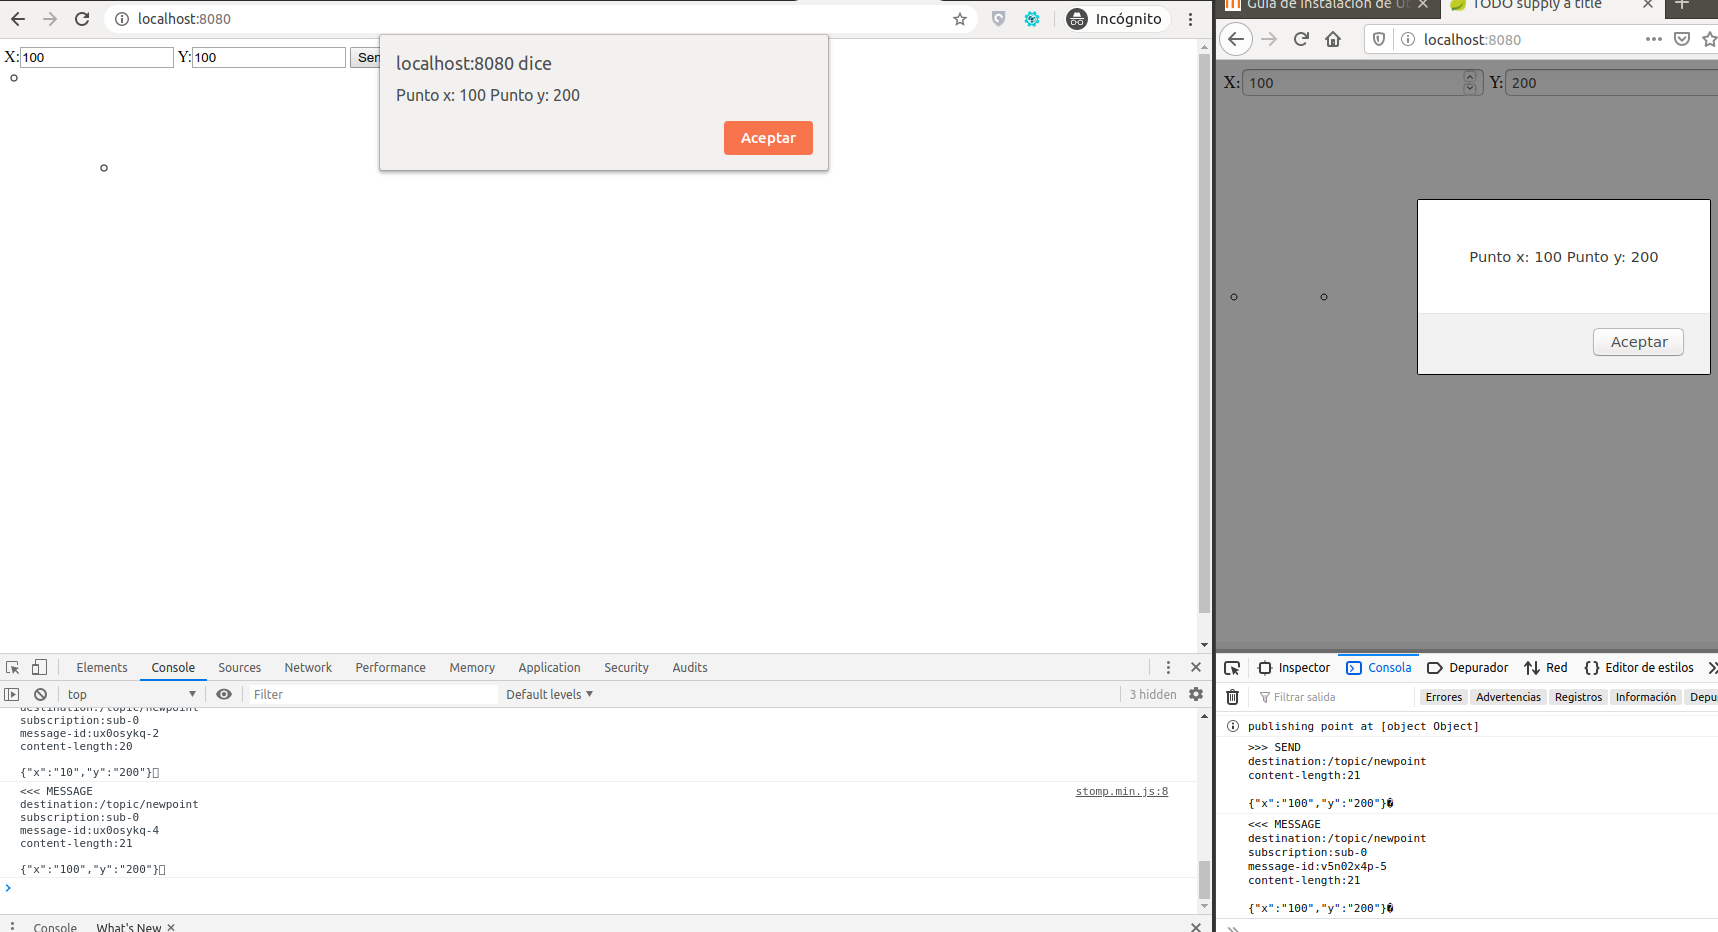 localhost:8080
Incógnito
X: 100 Y: 100 Sen
localhost:8080 dice
Punto x: 100 Punto y: 200
Aceptar
Elements Console Sources Network Performance Memory Application Security Audits
top Filter Default levels 3 hidden
destination:/topic/newpoint
subscription:sub-0
message-id:ux0osykq-2
content-length:20
{"x":"10","y":"200"}
<<< MESSAGE stomp.min.js:8
destination:/topic/newpoint
subscription:sub-0
message-id:ux0osykq-4
content-length:21
{"x":"100","y":"200"}
>
Console What's New
Guía de instalación de Ub TODO supply a title
localhost:8080
X: 100 Y: 200
Punto x: 100 Punto y: 200
Aceptar
Inspector Consola Depurador Red Editor de estilos
Filtrar salida Errores Advertencias Registros Información Depu
publishing point at [object Object]
>>> SEND
destination:/topic/newpoint
content-length:21
{"x":"100","y":"200"}�
<<< MESSAGE
destination:/topic/newpoint
subscription:sub-0
message-id:v5n02x4p-5
content-length:21
{"x":"100","y":"200"}�